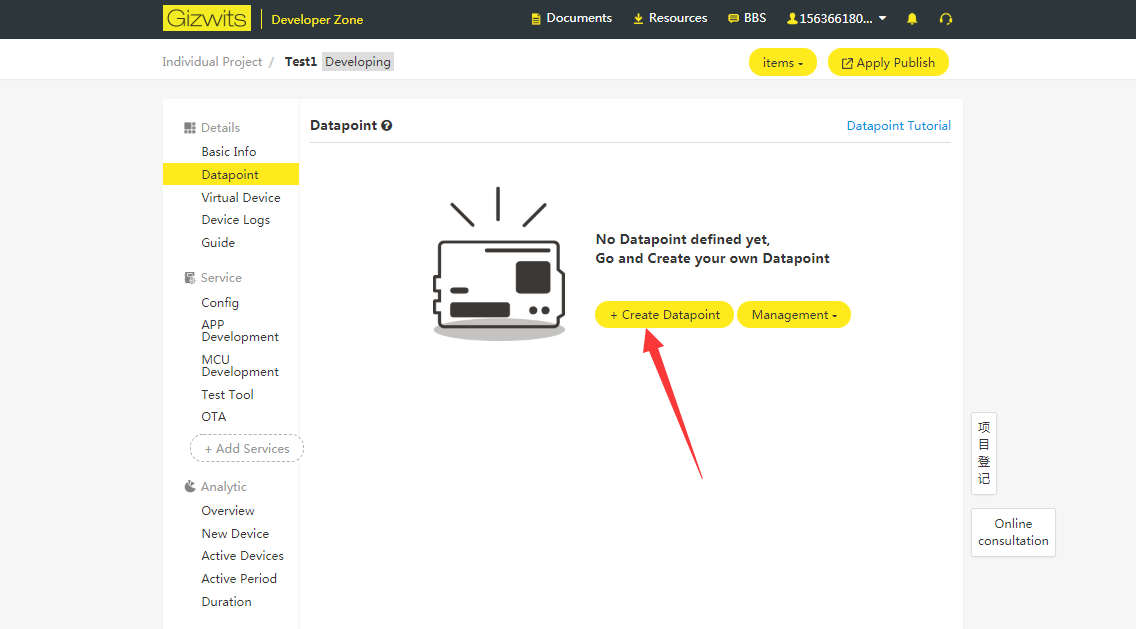 Gizwits Developer Zone Documents Resources BBS 156366180...
Individual Project / Test1 Developing items Apply Publish
Details
Basic Info
Datapoint
Virtual Device
Device Logs
Guide
Service
Config
APP
Development
MCU
Development
Test Tool
OTA
+ Add Services
Analytic
Overview
New Device
Active Devices
Active Period
Duration
Datapoint Datapoint Tutorial
No Datapoint defined yet,
Go and Create your own Datapoint
+ Create Datapoint Management
项
目
登
记
Online
consultation